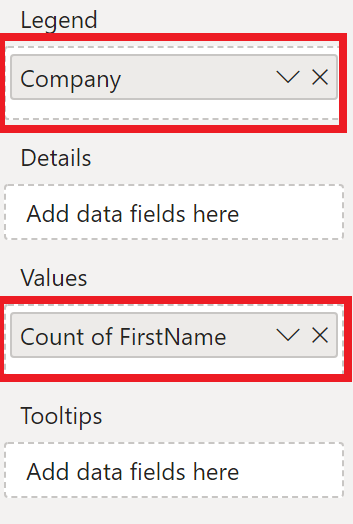 Legend
Company
Details
Add data fields here
Values
Count of FirstName
Tooltips
Add data fields here